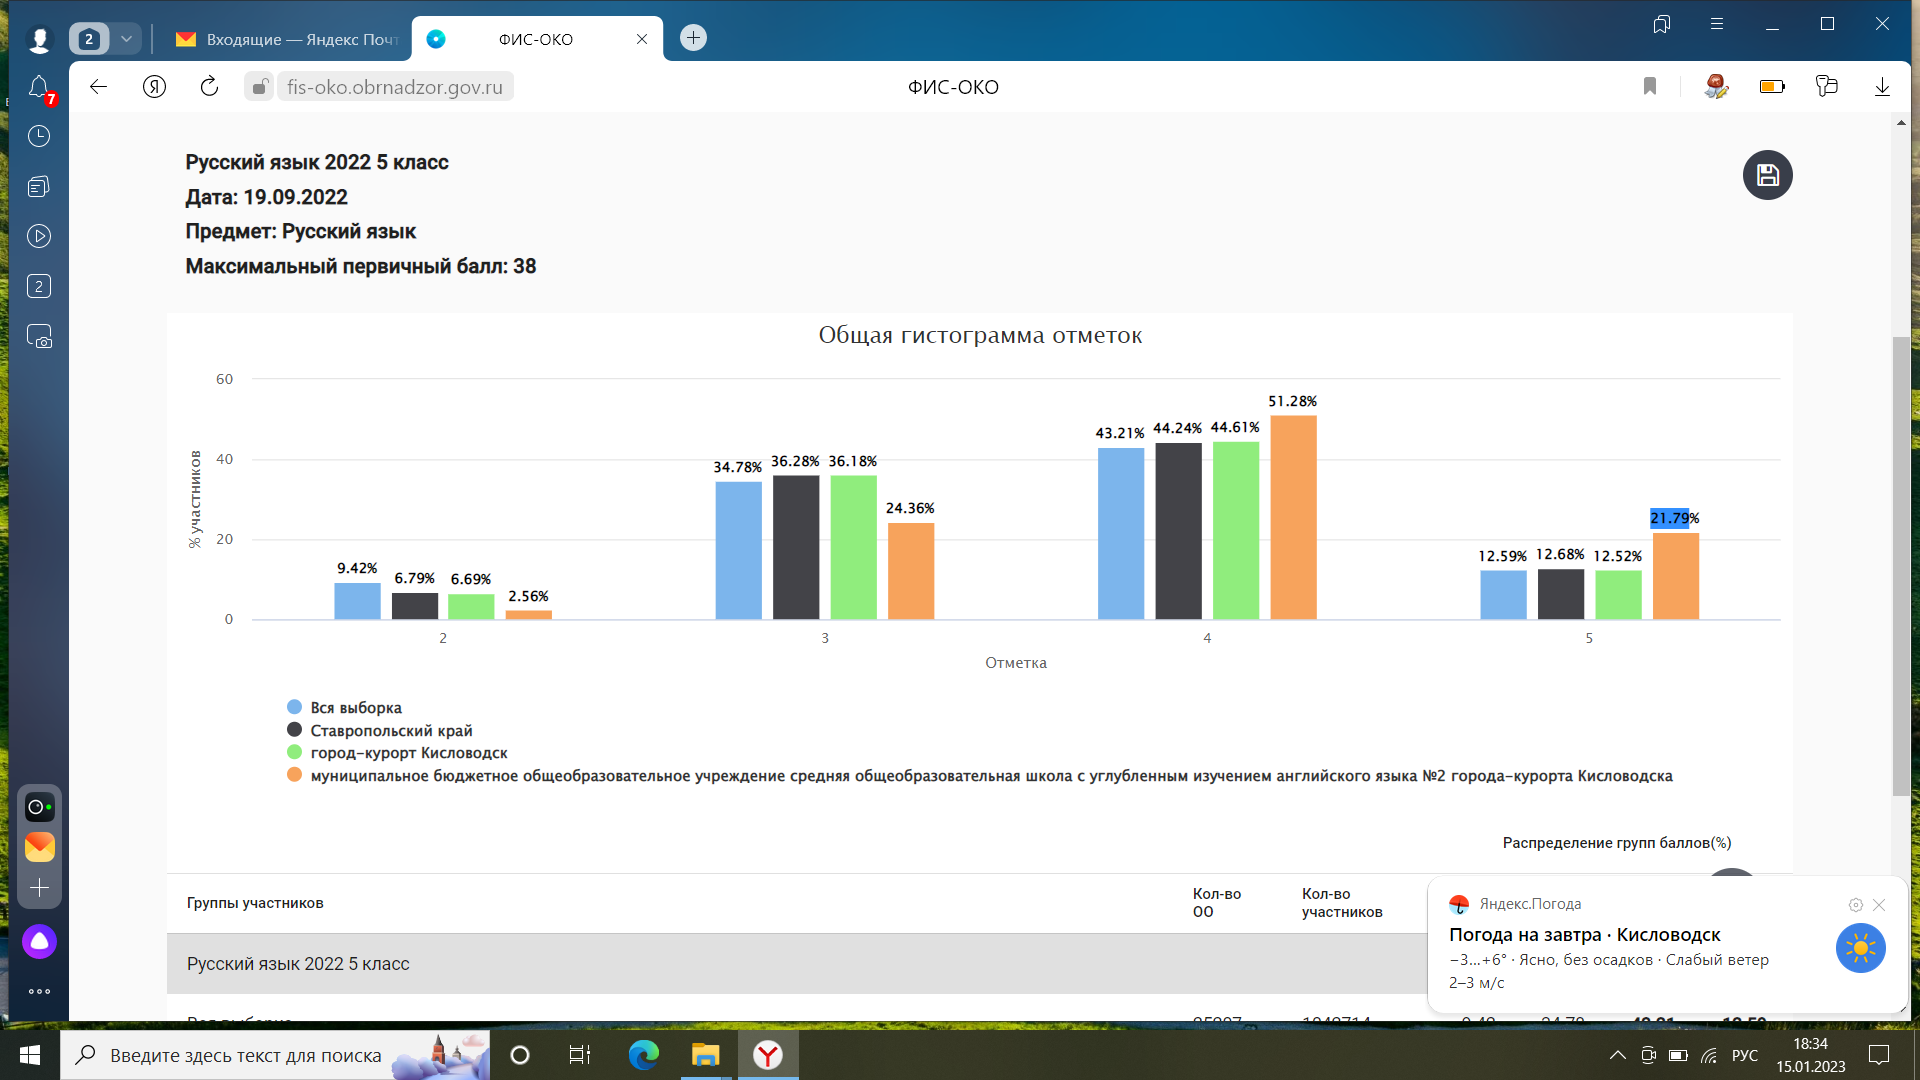 2
Входящие — Яндекс Почт
ФИС-ОКО
7
Я
fis-oko.obrnadzor.gov.ru
ФИС-ОКО
2
Русский язык 2022 5 класс
Дата: 19.09.2022
Предмет: Русский язык
Максимальный первичный балл: 38
Общая гистограмма отметок
% участников
60
40
20
0
9.42%
6.79%
6.69%
2.56%
34.78%
36.28%
36.18%
24.36%
43.21%
44.24%
44.61%
51.28%
12.59%
12.68%
12.52%
21.79%
2
3
4
5
Отметка
Вся выборка
Ставропольский край
город-курорт Кисловодск
муниципальное бюджетное общеобразовательное учреждение средняя общеобразовательная школа с углубленным изучением английского языка №2 города-курорта Кисловодска
Распределение групп баллов(%)
Группы участников
Кол-во
ОО
Кол-во
участников
Русский язык 2022 5 класс
Яндекс.Погода
Погода на завтра · Кисловодск
−3...+6° · Ясно, без осадков · Слабый ветер
2–3 м/с
Введите здесь текст для поиска
РУС
18:34
15.01.2023